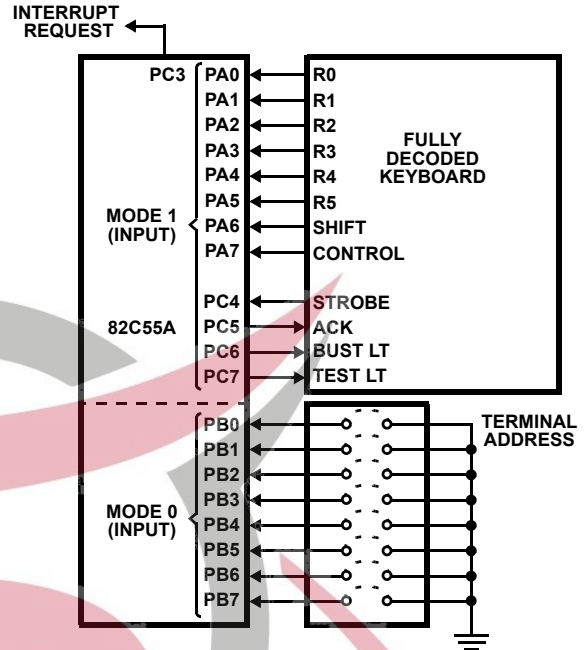 INTERRUPT
REQUEST
PC3 PA0 R0
PA1 R1
PA2 R2
PA3 R3
PA4 R4
PA5 R5
PA6 SHIFT
PA7 CONTROL
FULLY
DECODED
KEYBOARD
MODE 1
(INPUT)
PC4 STROBE
82C55A PC5 ACK
PC6 BUST LT
PC7 TEST LT
PB0
PB1
PB2
PB3
PB4
PB5
PB6
PB7
MODE 0
(INPUT)
TERMINAL
ADDRESS